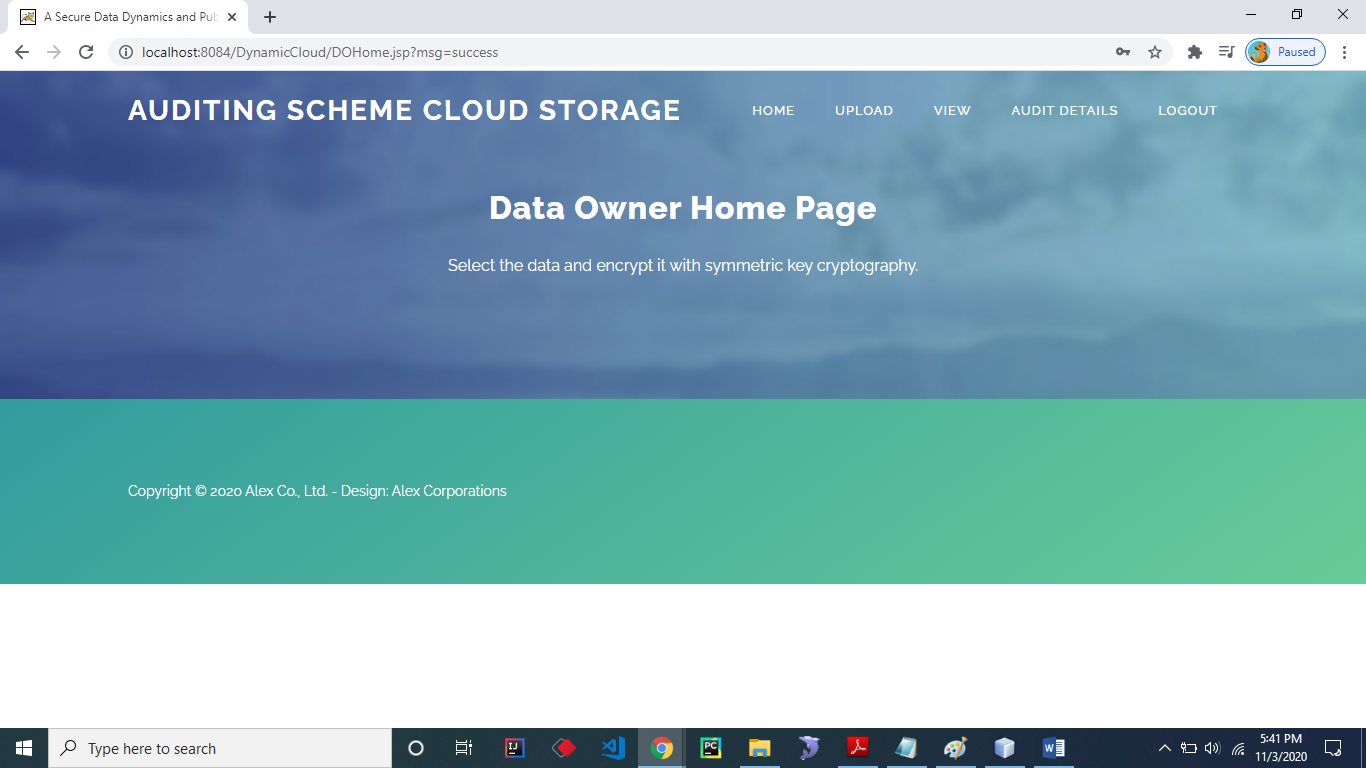 A Secure Data Dynamics and Pub
localhost:8084/DynamicCloud/DOHome.jsp?msg=success
Paused
AUDITING SCHEME CLOUD STORAGE
HOME UPLOAD VIEW AUDIT DETAILS LOGOUT
Data Owner Home Page
Select the data and encrypt it with symmetric key cryptography.
Copyright © 2020 Alex Co., Ltd. - Design: Alex Corporations
Type here to search
IJ
PC
W
5:41 PM
11/3/2020